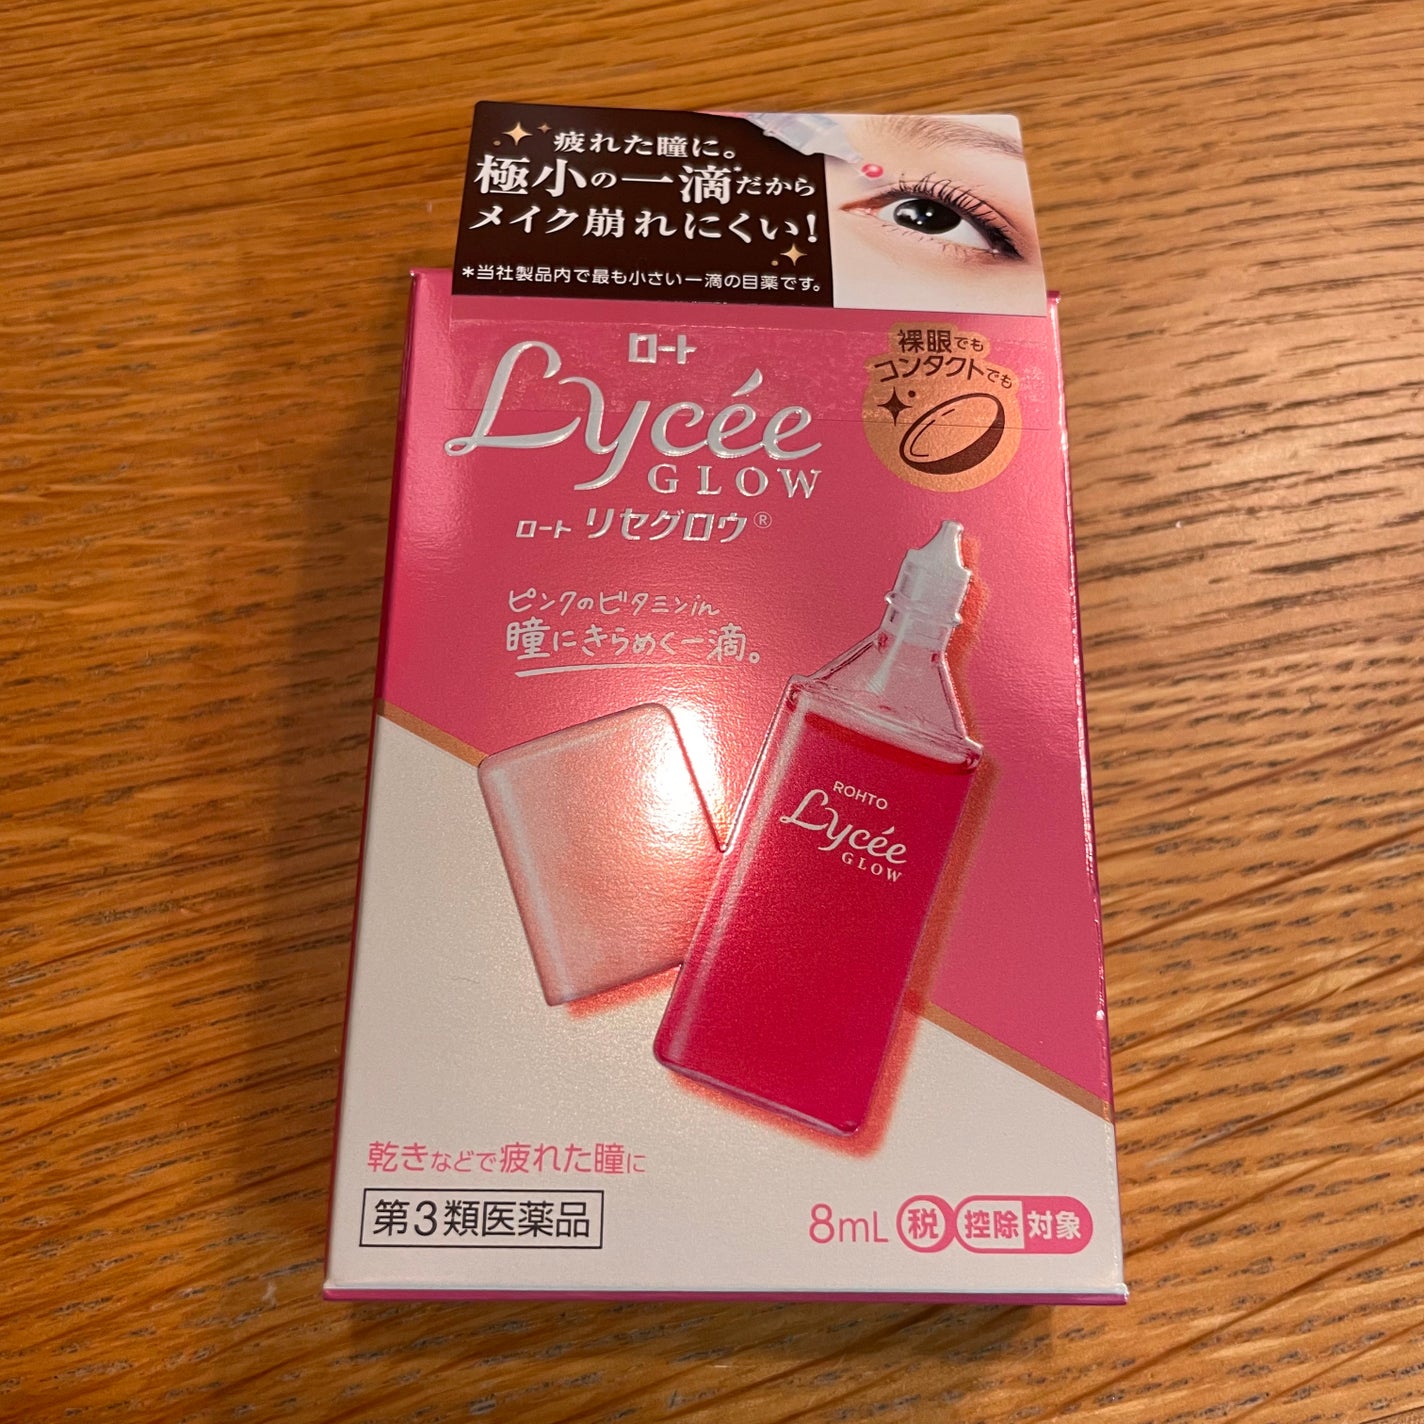 疲れた瞳に。
極小の一滴だから
メイク崩れにくい!
*当社製品内で最も小さい一滴の目薬です。
裸眼でも
コンタクトでも
ロート
Lycée
GLOW
ロート リセグロウ®
ピンクのビタミンin
瞳にきらめく一滴。
ROHTO
Lycée
GLOW
乾きなどで疲れた瞳に
第3類医薬品
8mL 税 控除 対象